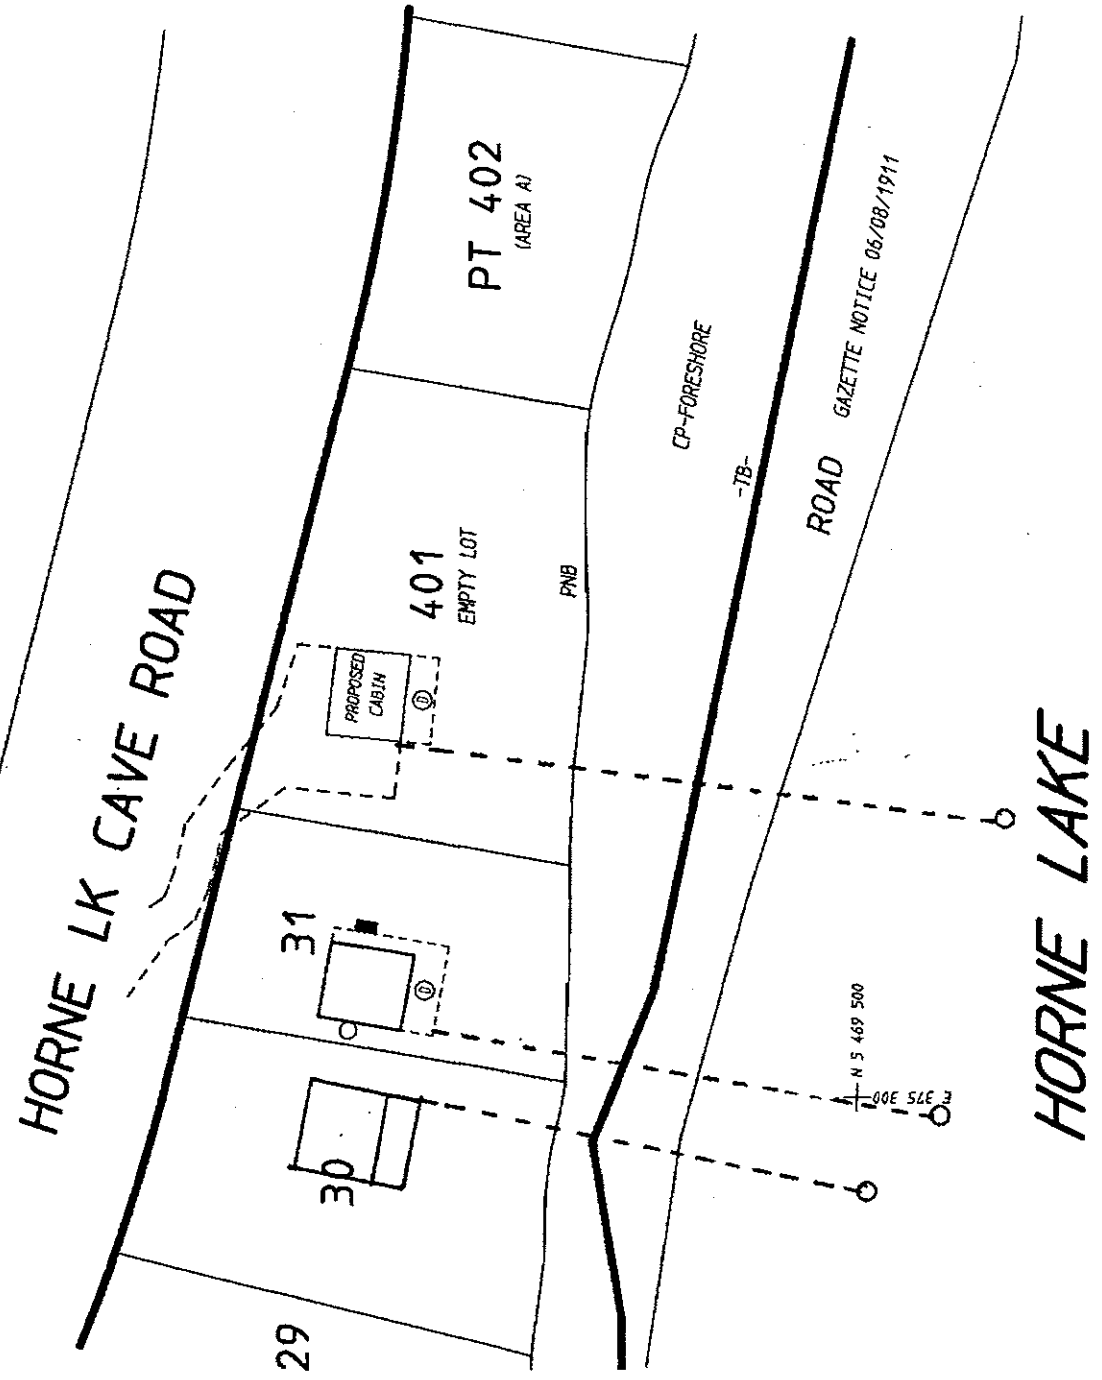 HORNE LK CAVE ROAD
PT 402
(AREA A)
401
EMPTY LOT
PROPOSED
CABIN
D
PNB
31
D
30
29
CP-FORESHORE
-TB-
ROAD GAZETTE NOTICE 06/08/1911
N 5 469 500
E 375 300
HORNE LAKE